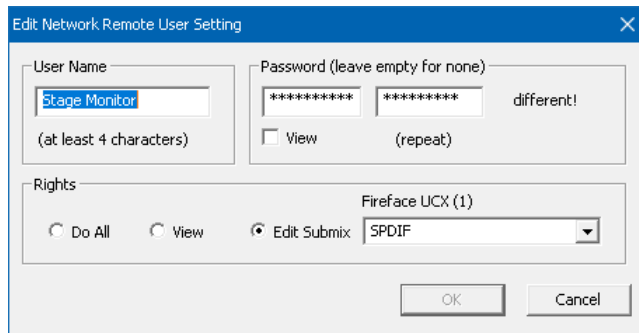 Edit Network Remote User Setting
User Name
Stage Monitor
(at least 4 characters)
Password (leave empty for none)
********** ********* different!
View (repeat)
Rights
Fireface UCX (1)
Do All View Edit Submix SPDIF
OK Cancel